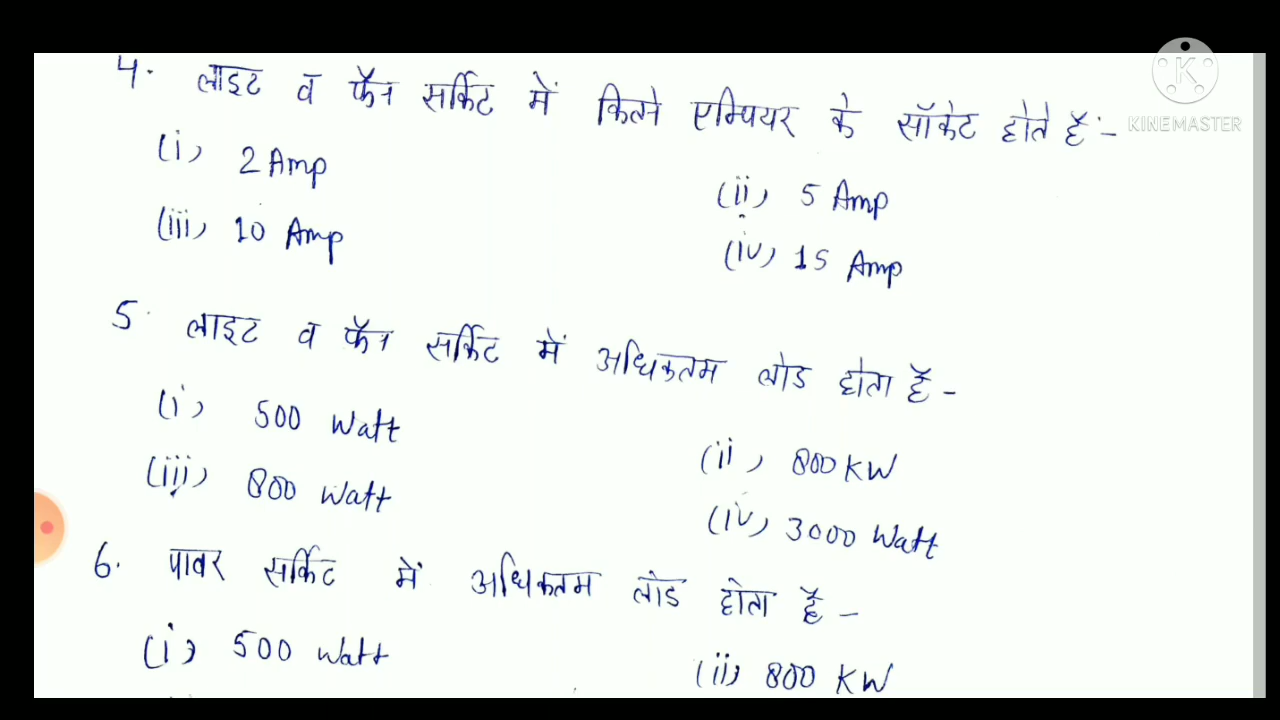 4. लाइट व फॅन सर्किट में कितने एम्पियर के सॉकेट होते हैं:-
KINEMASTER
(i) 2 Amp
(ii) 5 Amp
(iii) 10 Amp
(iv) 15 Amp
5. लाइट व फॅन सर्किट में अधिकतम लोड होता है -
(i) 500 Watt
(ii) 800 KW
(iii) 800 Watt
(iv) 3000 Watt
6. पावर सर्किट में अधिकतम लोड होता है -
(i) 500 Watt
(ii) 800 KW